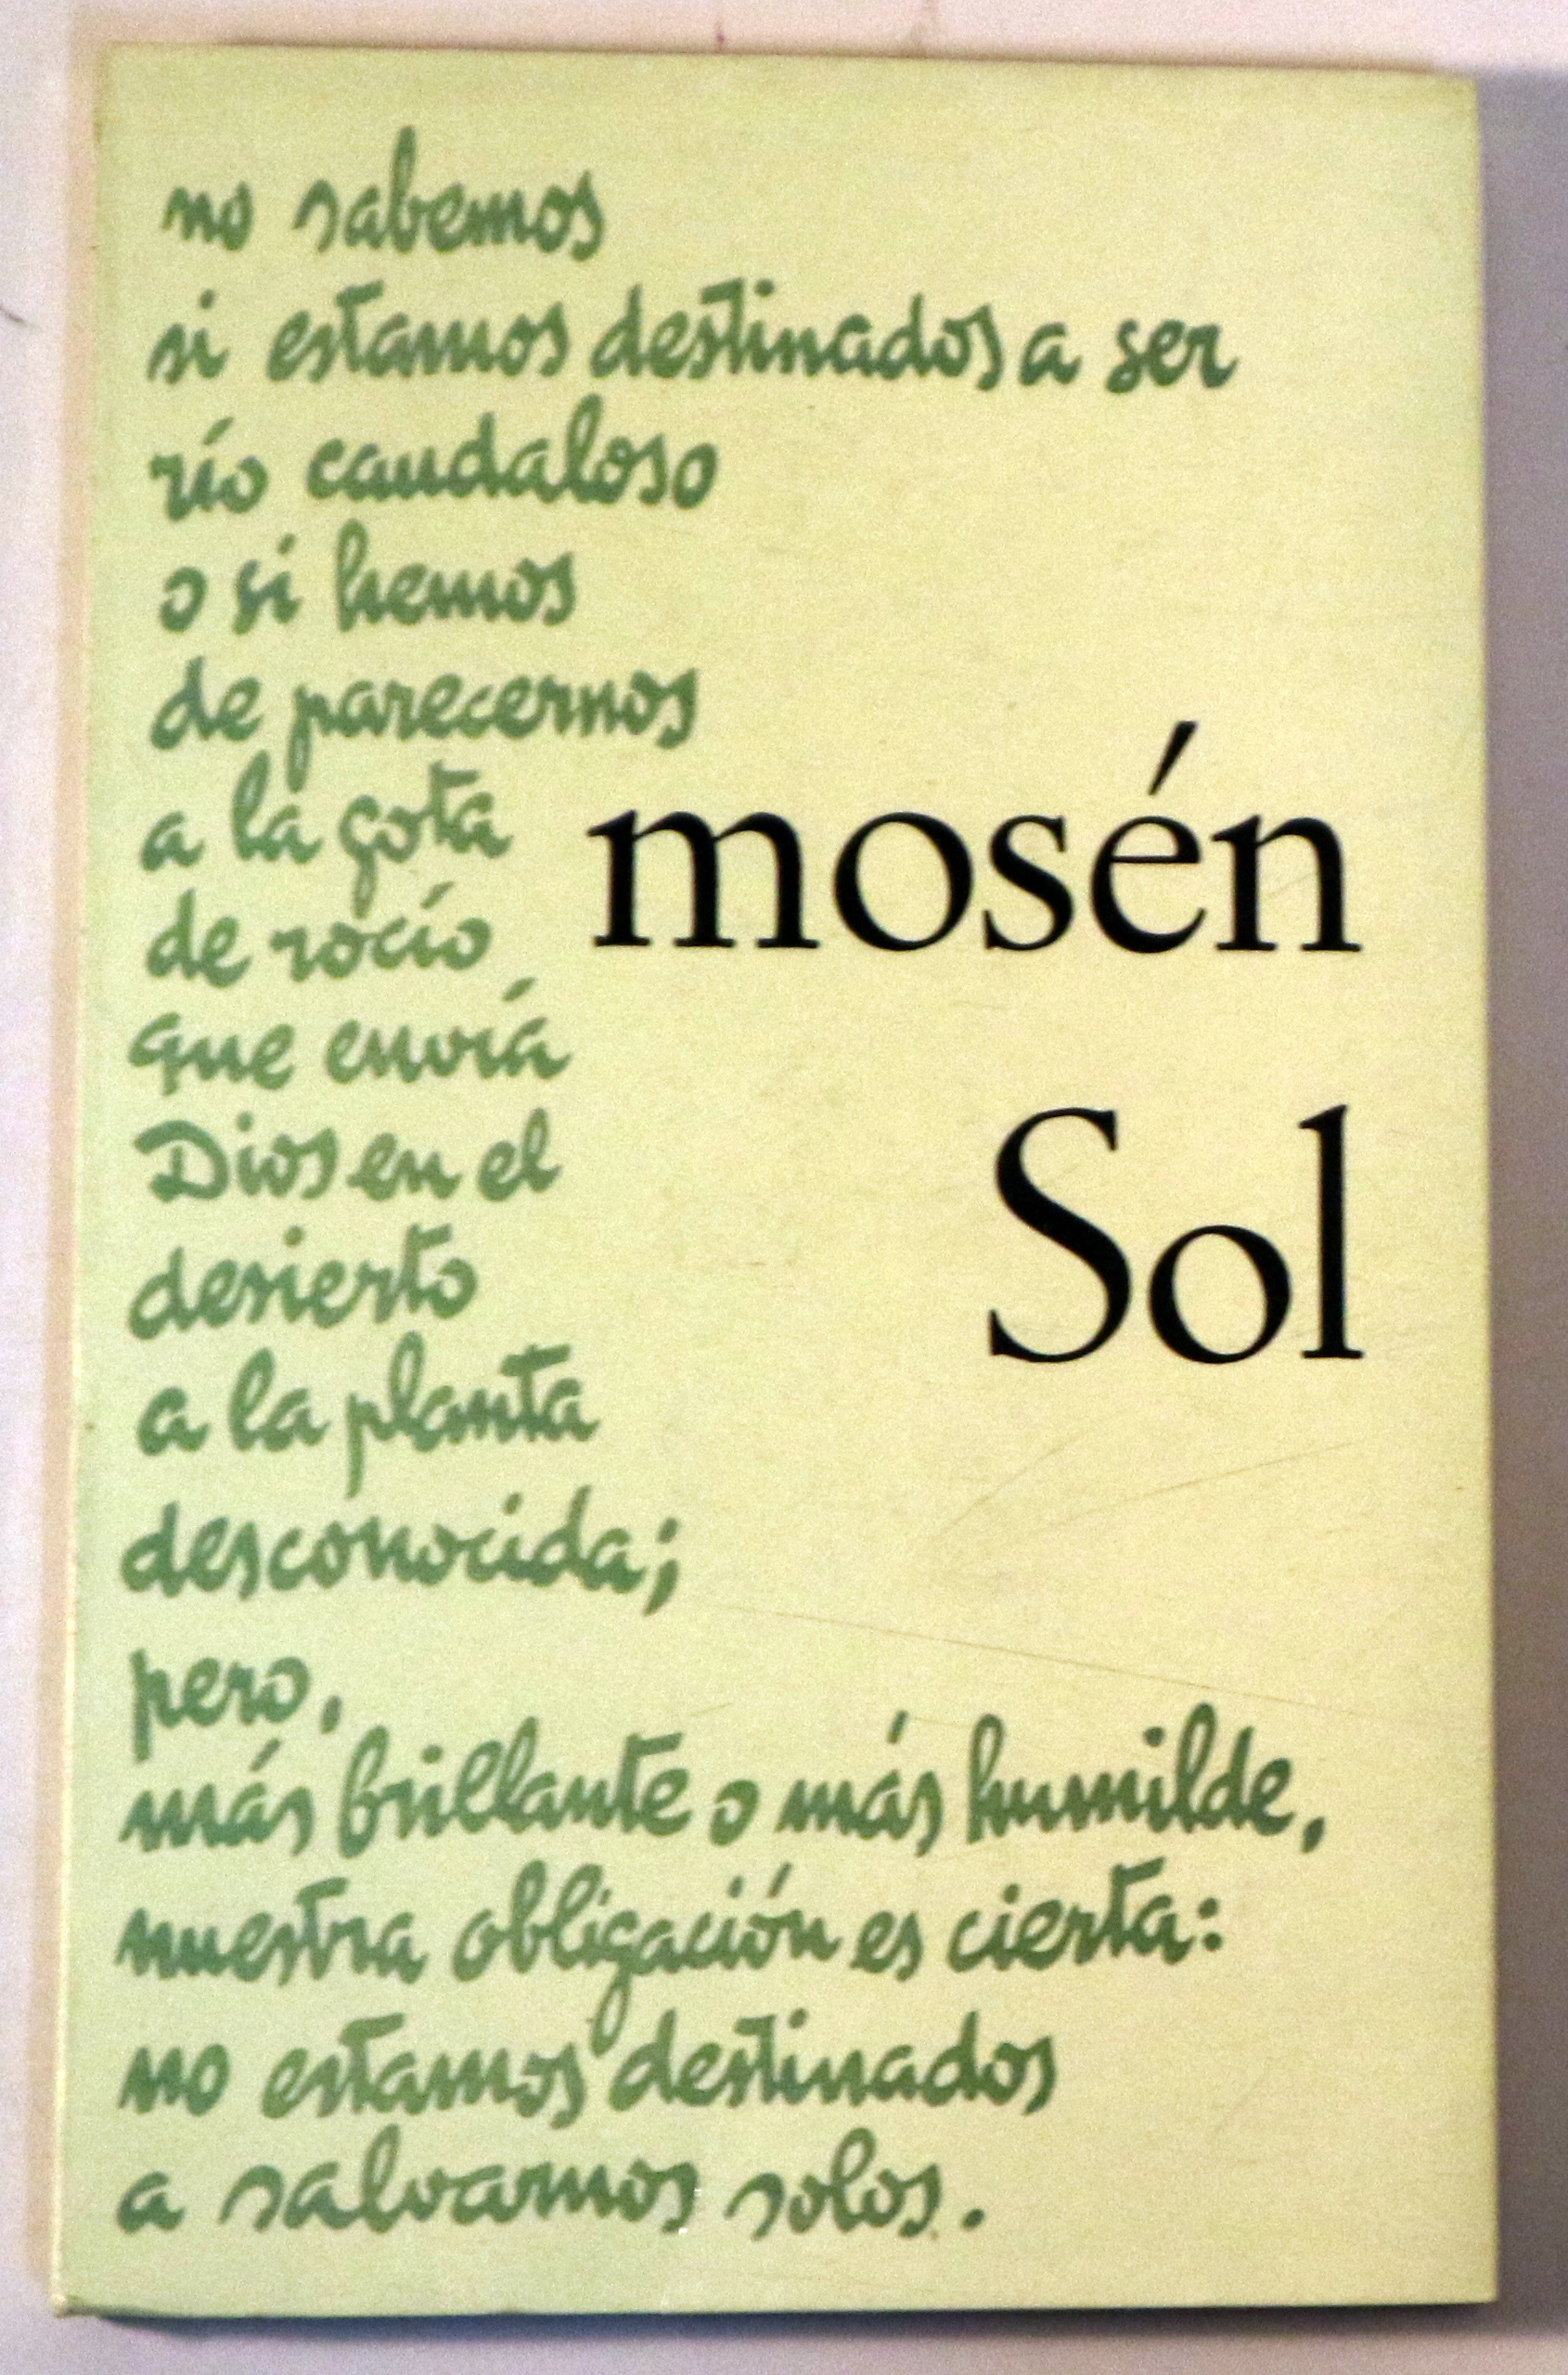 no sabemos
si estamos destinados a ser
río caudaloso
o si hemos
de parecernos
a la gota
de rocío
que envía
Dios en el
desierto
a la planta
desconocida;
pero,
más brillante o más humilde,
nuestra obligación es cierta:
no estamos destinados
a salvarnos solos.
mosén
Sol